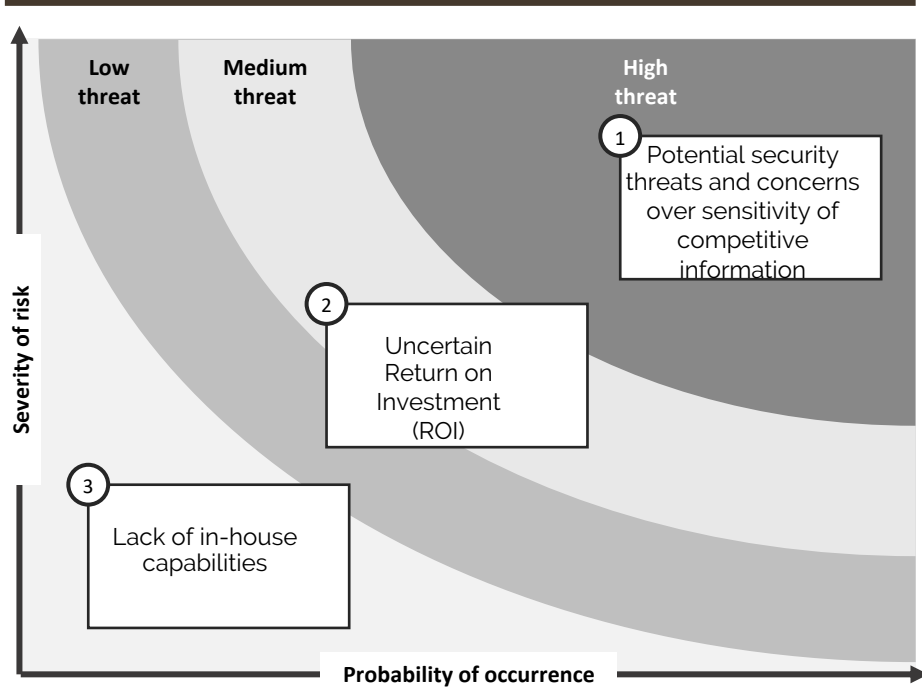 Low
threat
Medium
threat
High
threat
1
Potential security
threats and concerns
over sensitivity of
competitive
information
2
Uncertain
Return on
Investment
(ROI)
3
Lack of in-house
capabilities
Severity of risk
Probability of occurrence